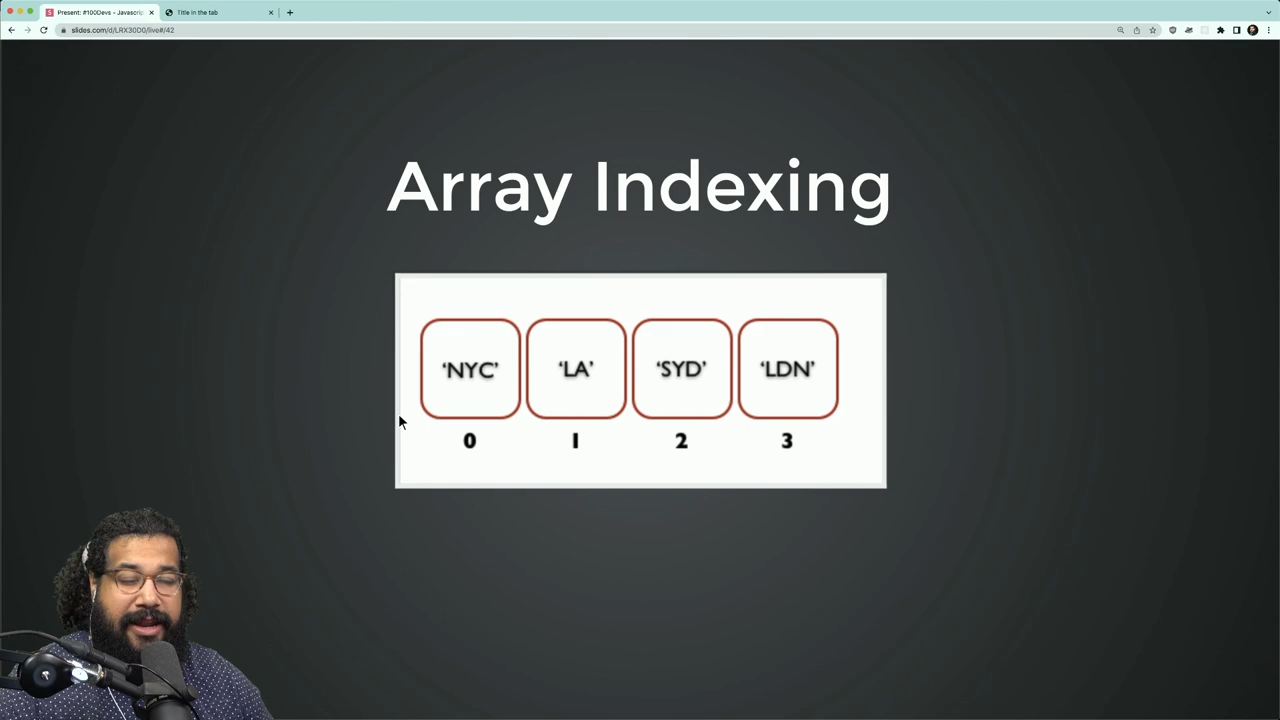 Present: #100Devs - Javascrip
Title in the tab
slides.com/d/LRX30D0/live#/42
Array Indexing
‘NYC’ ‘LA’ ‘SYD’ ‘LDN’
0 1 2 3